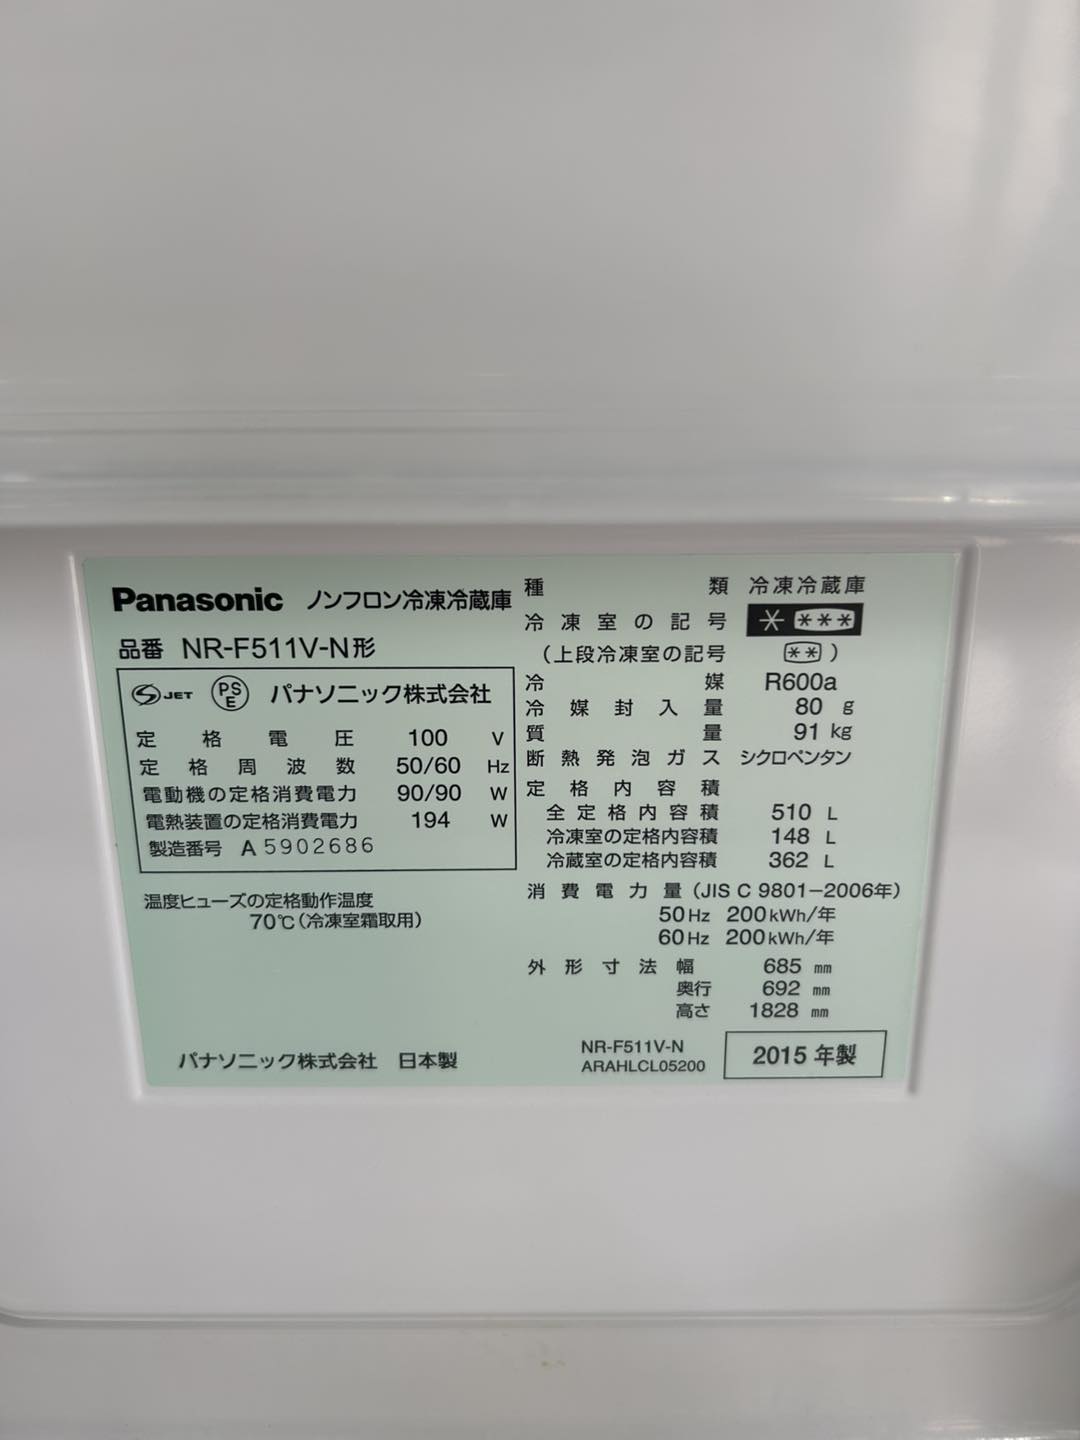 Panasonic ノンフロン冷凍冷蔵庫
品番 NR-F511V-N形
JET PSE パナソニック株式会社
定格電圧 100 V
定格周波数 50/60 Hz
電動機の定格消費電力 90/90 W
電熱装置の定格消費電力 194 W
製造番号 A 5902686
温度ヒューズの定格動作温度
70℃(冷凍室霜取用)
パナソニック株式会社 日本製
種類 冷凍冷蔵庫
冷凍室の記号 * ***
(上段冷凍室の記号 ** )
冷媒 R600a
冷媒封入量 80 g
質量 91 kg
断熱発泡ガス シクロペンタン
定格内容積
全定格内容積 510 L
冷凍室の定格内容積 148 L
冷蔵室の定格内容積 362 L
消費電力量(JIS C 9801-2006年)
50Hz 200kWh/年
60Hz 200kWh/年
外形寸法 幅 685 mm
奥行 692 mm
高さ 1828 mm
NR-F511V-N
ARAHLCL05200
2015年製